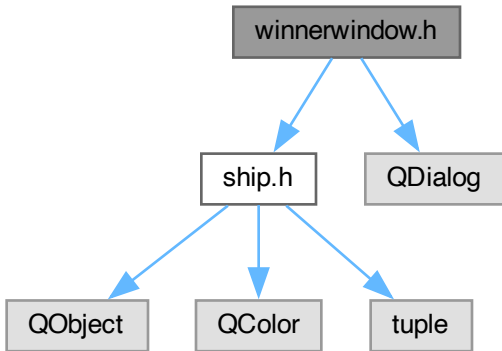 winnerwindow.h
ship.h
QDialog
QObject
QColor
tuple